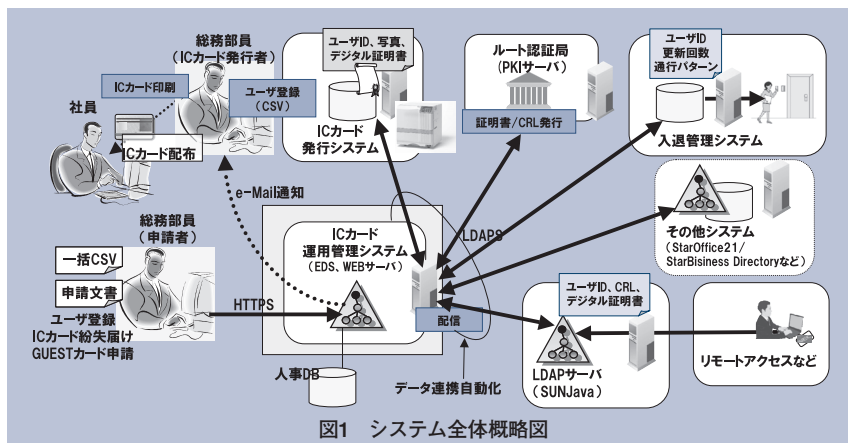 総務部員
(ICカード発行者)
ICカード印刷
社員
ICカード配布
ユーザ登録
(CSV)
ユーザID、写真、
デジタル証明書
ICカード
発行システム
ルート認証局
(PKIサーバ)
証明書/CRL発行
ユーザID
更新回数
通行パターン
入退管理システム
e-Mail通知
総務部員
(申請者)
一括CSV
申請文書
ユーザ登録
ICカード紛失届け
GUESTカード申請
HTTPS
ICカード
運用管理システム
(EDS、WEBサーバ)
LDAPS
配信
人事DB
データ連携自動化
その他システム
(StarOffice21/
StarBisiness Directoryなど)
ユーザID、CRL、
デジタル証明書
LDAPサーバ
(SUNJava)
リモートアクセスなど
図1 システム全体概略図